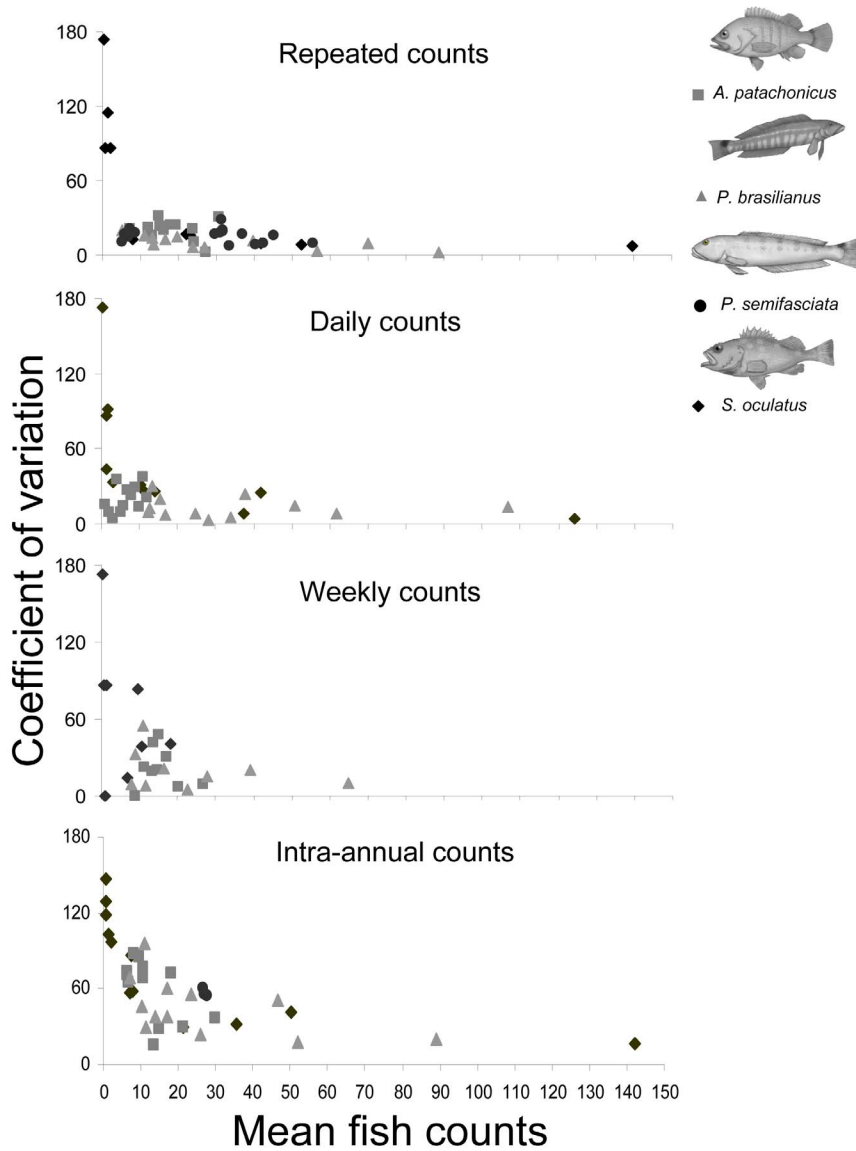 Repeated counts
180
120
60
0
A. patachonicus
P. brasilianus
P. semifasciata
S. oculatus
Daily counts
180
120
60
0
Weekly counts
180
120
60
0
Intra-annual counts
180
120
60
0
0 10 20 30 40 50 60 70 80 90 100 110 120 130 140 150
Coefficient of variation
Mean fish counts